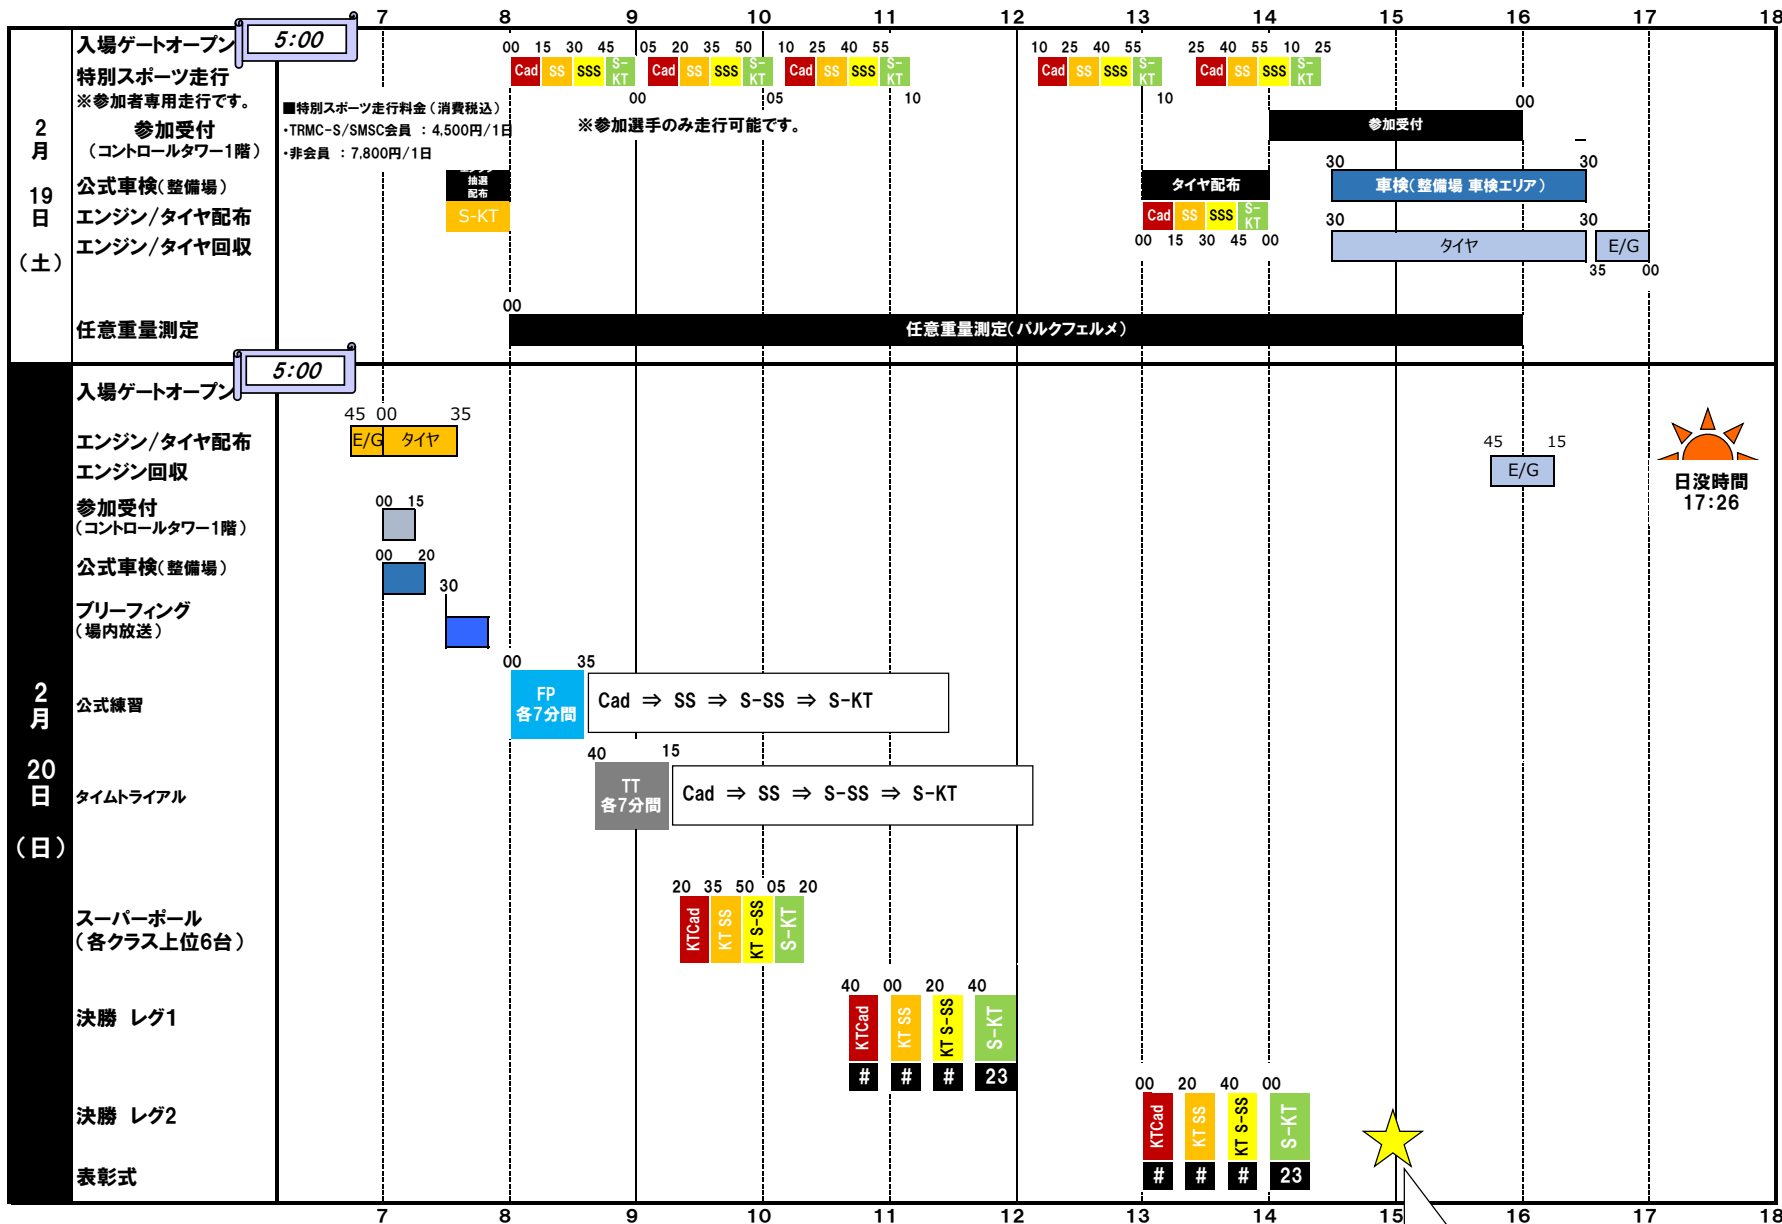 7 8 9 10 11 12 13 14 15 16 17 18
2月19日(土)
入場ゲートオープン
5:00
00 15 30 45 05 20 35 50 10 25 40 55 10 25 40 55 25 40 55 10 25
特別スポーツ走行
Cad SS SSS S-KT Cad SS SSS S-KT Cad SS SSS S-KT Cad SS SSS S-KT Cad SS SSS S-KT
※参加者専用走行です。
00 05 10 10 00
■特別スポーツ走行料金(消費税込)
・TRMC-S/SMSC会員 : 4,500円/1日
・非会員 : 7,800円/1日
※参加選手のみ走行可能です。
参加受付
(コントロールタワー1階)
参加受付
30 30
公式車検(整備場)
抽選
配布
タイヤ配布
車検(整備場 車検エリア)
エンジン/タイヤ配布
S-KT
Cad SS SSS S-KT
00 15 30 45 00
30 30
エンジン/タイヤ回収
タイヤ
E/G
35 00
00
任意重量測定
任意重量測定(パルクフェルメ)
2月20日(日)
入場ゲートオープン
5:00
45 00 35
エンジン/タイヤ配布
E/G タイヤ
エンジン回収
45 15
E/G
日没時間
17:26
参加受付
(コントロールタワー1階)
00 15
公式車検(整備場)
00 20
ブリーフィング
(場内放送)
30
公式練習
00 35
FP
各7分間
Cad ⇒ SS ⇒ S-SS ⇒ S-KT
タイムトライアル
40 15
TT
各7分間
Cad ⇒ SS ⇒ S-SS ⇒ S-KT
スーパーポール
(各クラス上位6台)
20 35 50 05 20
KTCad KT SS KT S-SS S-KT
決勝 レグ1
40 00 20 40
KTCad KT SS KT S-SS S-KT
# # # 23
決勝 レグ2
00 20 40 00
KTCad KT SS KT S-SS S-KT
# # # 23
表彰式
7 8 9 10 11 12 13 14 15 16 17 18